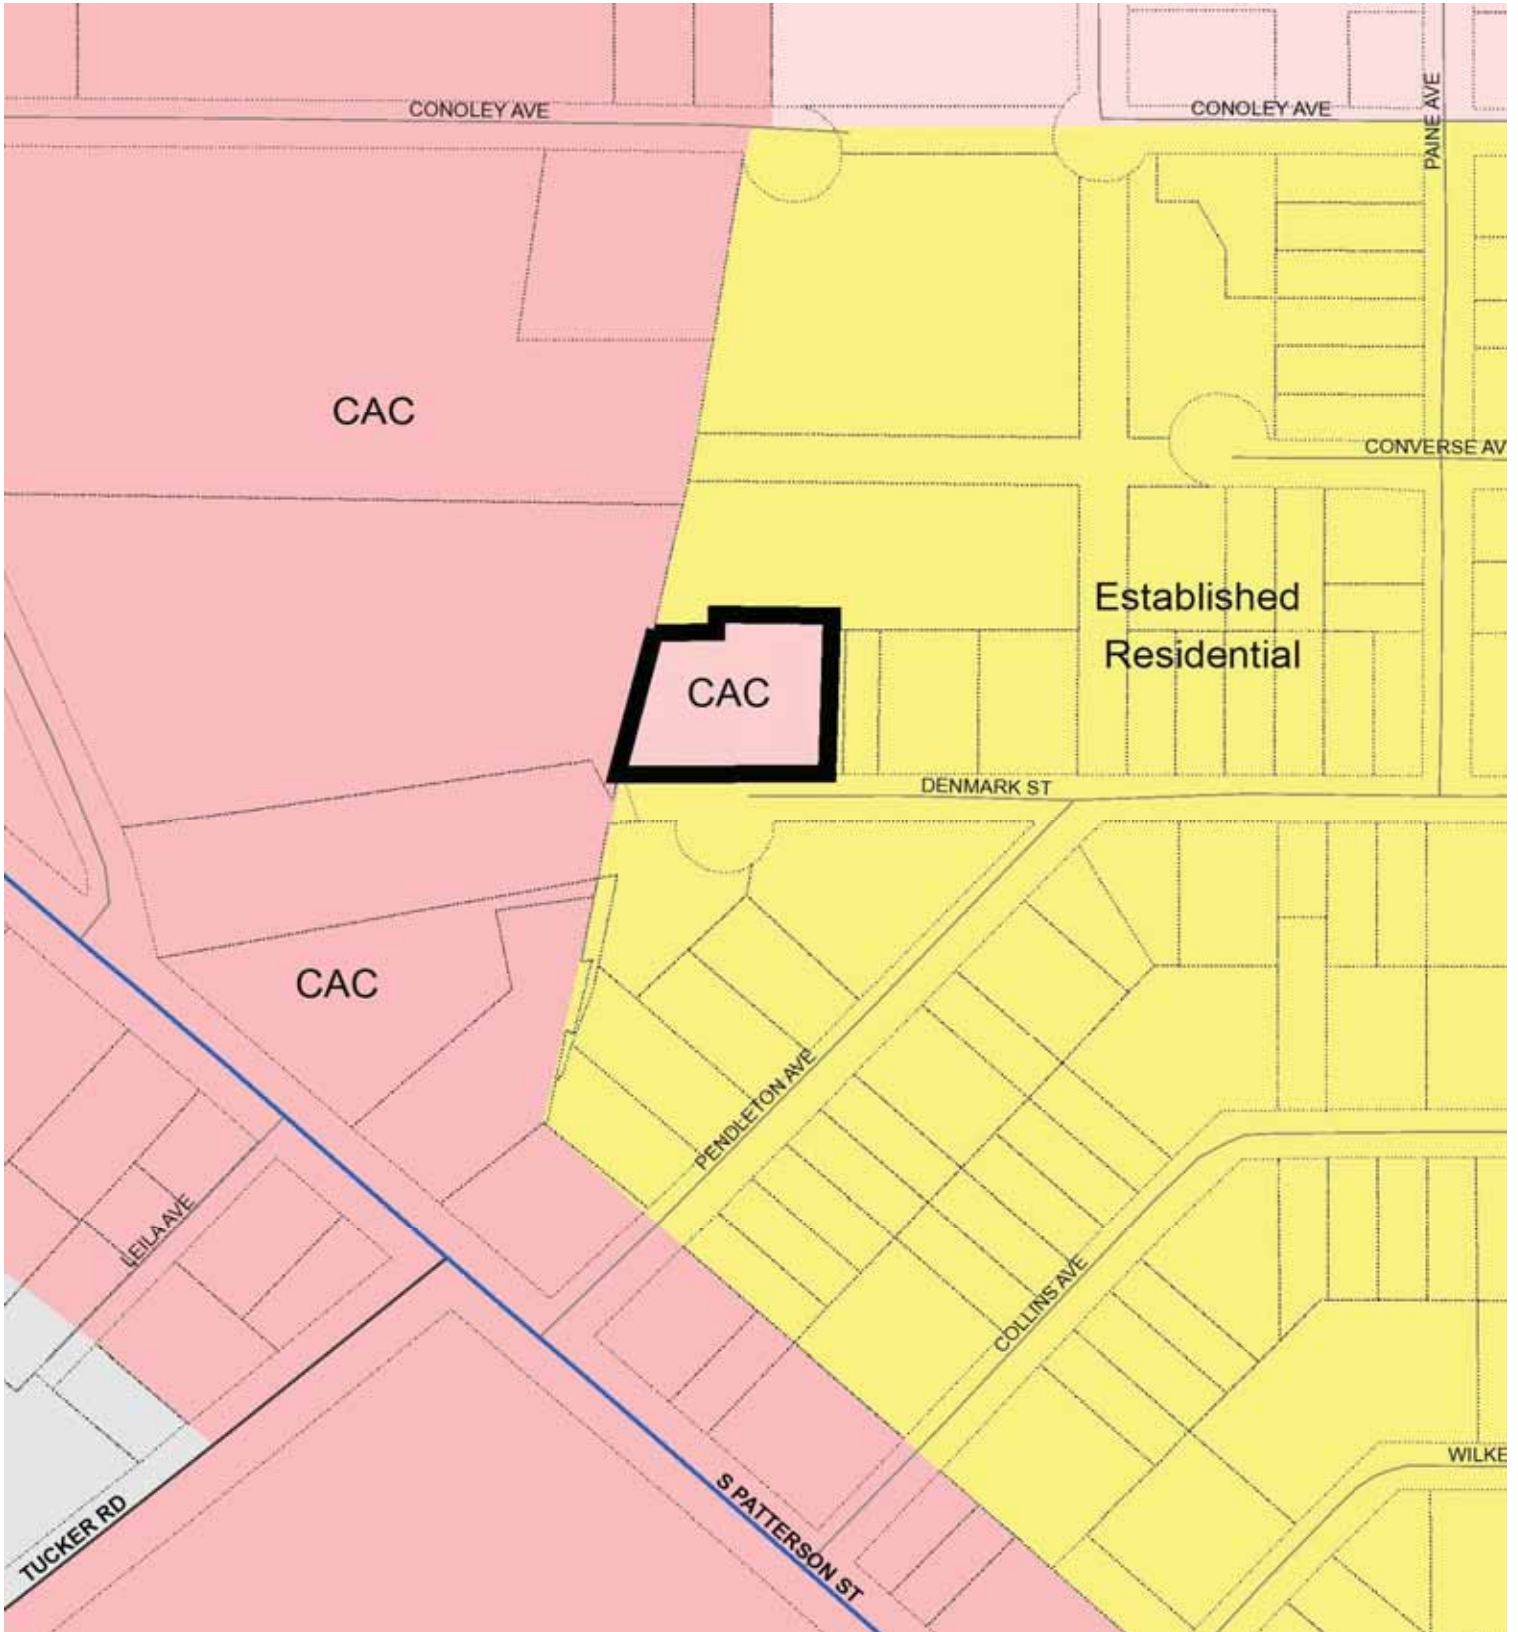 CONOLEY AVE
CONOLEY AVE
PAINE AVE
CAC
CONVERSE AV
Established
Residential
CAC
DENMARK ST
CAC
PENDLETON AVE
LEILA AVE
COLLINS AVE
WILKE
S PATTERSON ST
TUCKER RD